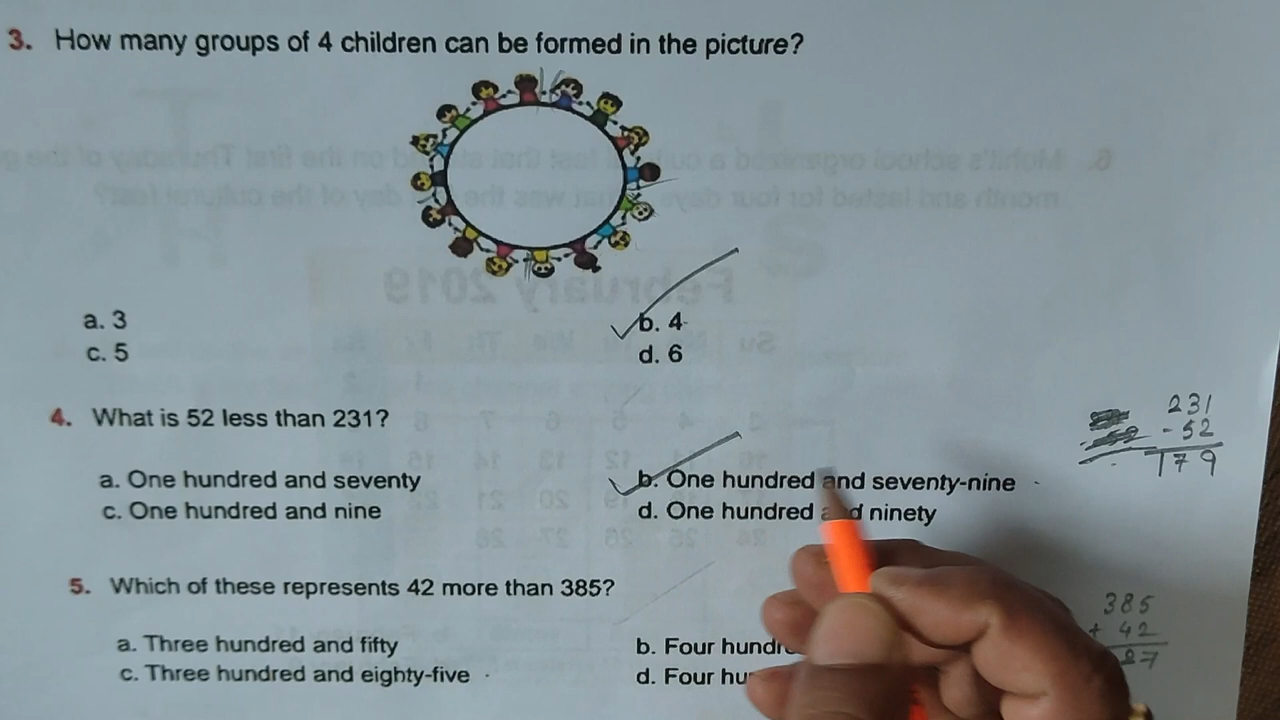 3. How many groups of 4 children can be formed in the picture?
a. 3
b. 4
c. 5
d. 6
4. What is 52 less than 231?
a. One hundred and seventy
b. One hundred and seventy-nine
c. One hundred and nine
d. One hundred and ninety
231
- 52
179
5. Which of these represents 42 more than 385?
a. Three hundred and fifty
b. Four
c. Three hundred and eighty-five
d. Four
385
+ 42
27
February 2019